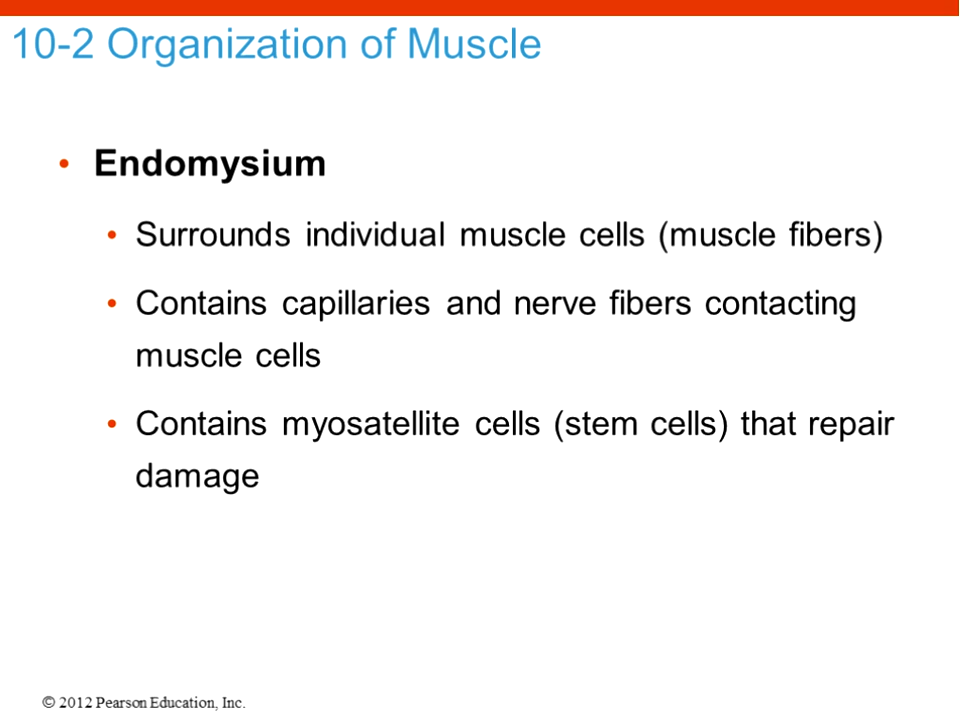 10-2 Organization of Muscle
• Endomysium
• Surrounds individual muscle cells (muscle fibers)
• Contains capillaries and nerve fibers contacting
muscle cells
• Contains myosatellite cells (stem cells) that repair
damage
© 2012 Pearson Education, Inc.